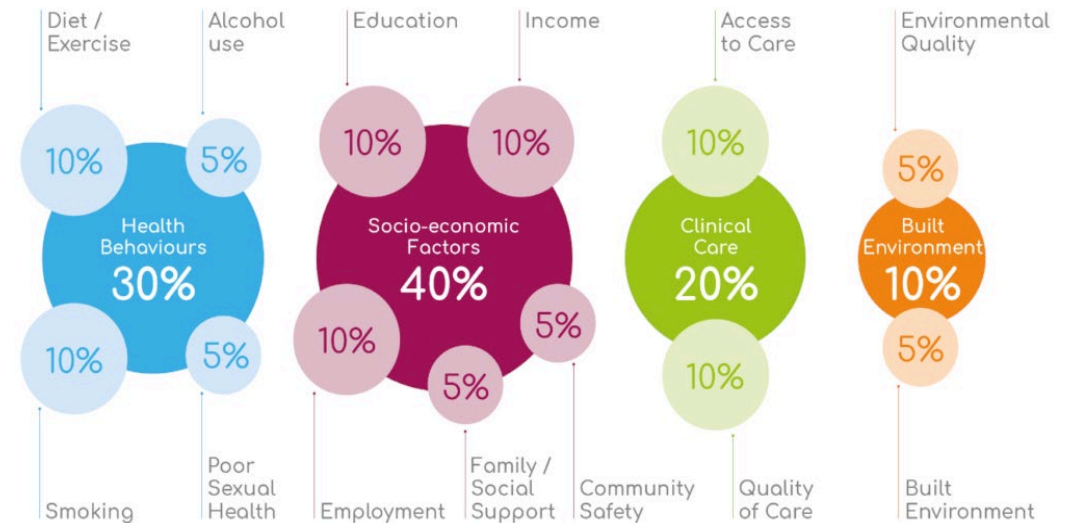 Diet /
Exercise
Alcohol
use
Education
Income
Access
to Care
Environmental
Quality
10%
5%
10%
10%
10%
5%
Health
Behaviours
30%
Socio-economic
Factors
40%
Clinical
Care
20%
Built
Environment
10%
10%
5%
10%
5%
5%
10%
5%
Smoking
Poor
Sexual
Health
Employment
Family /
Social
Support
Community
Safety
Quality
of Care
Built
Environment